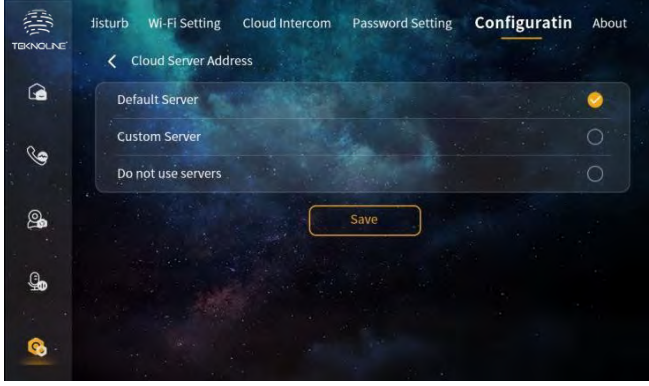 TEKNOLINE
disturb Wi-Fi Setting Cloud Intercom Password Setting Configuratin About
Cloud Server Address
Default Server
Custom Server
Do not use servers
Save